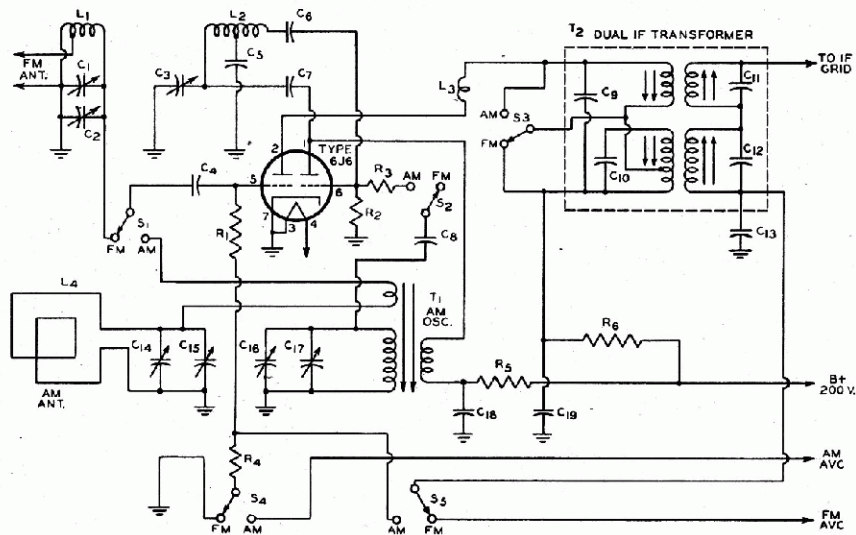 L1
L2
C6
T2 DUAL IF TRANSFORMER
FM
ANT.
C1
C2
C3
C5
C7
L3
C9
C11
TO IF
GRID
AM
S3
FM
C10
C12
C13
2
1
TYPE
6J6
C4
5
6
7
3
4
R3
AM
FM
S2
R2
C8
R1
S1
FM
AM
L4
T1
AM
OSC.
C14
C15
C16
C17
AM
ANT.
R6
R5
B+
200 V.
C18
C19
R4
S4
FM
AM
AM
S5
FM
AM
AVC
FM
AVC